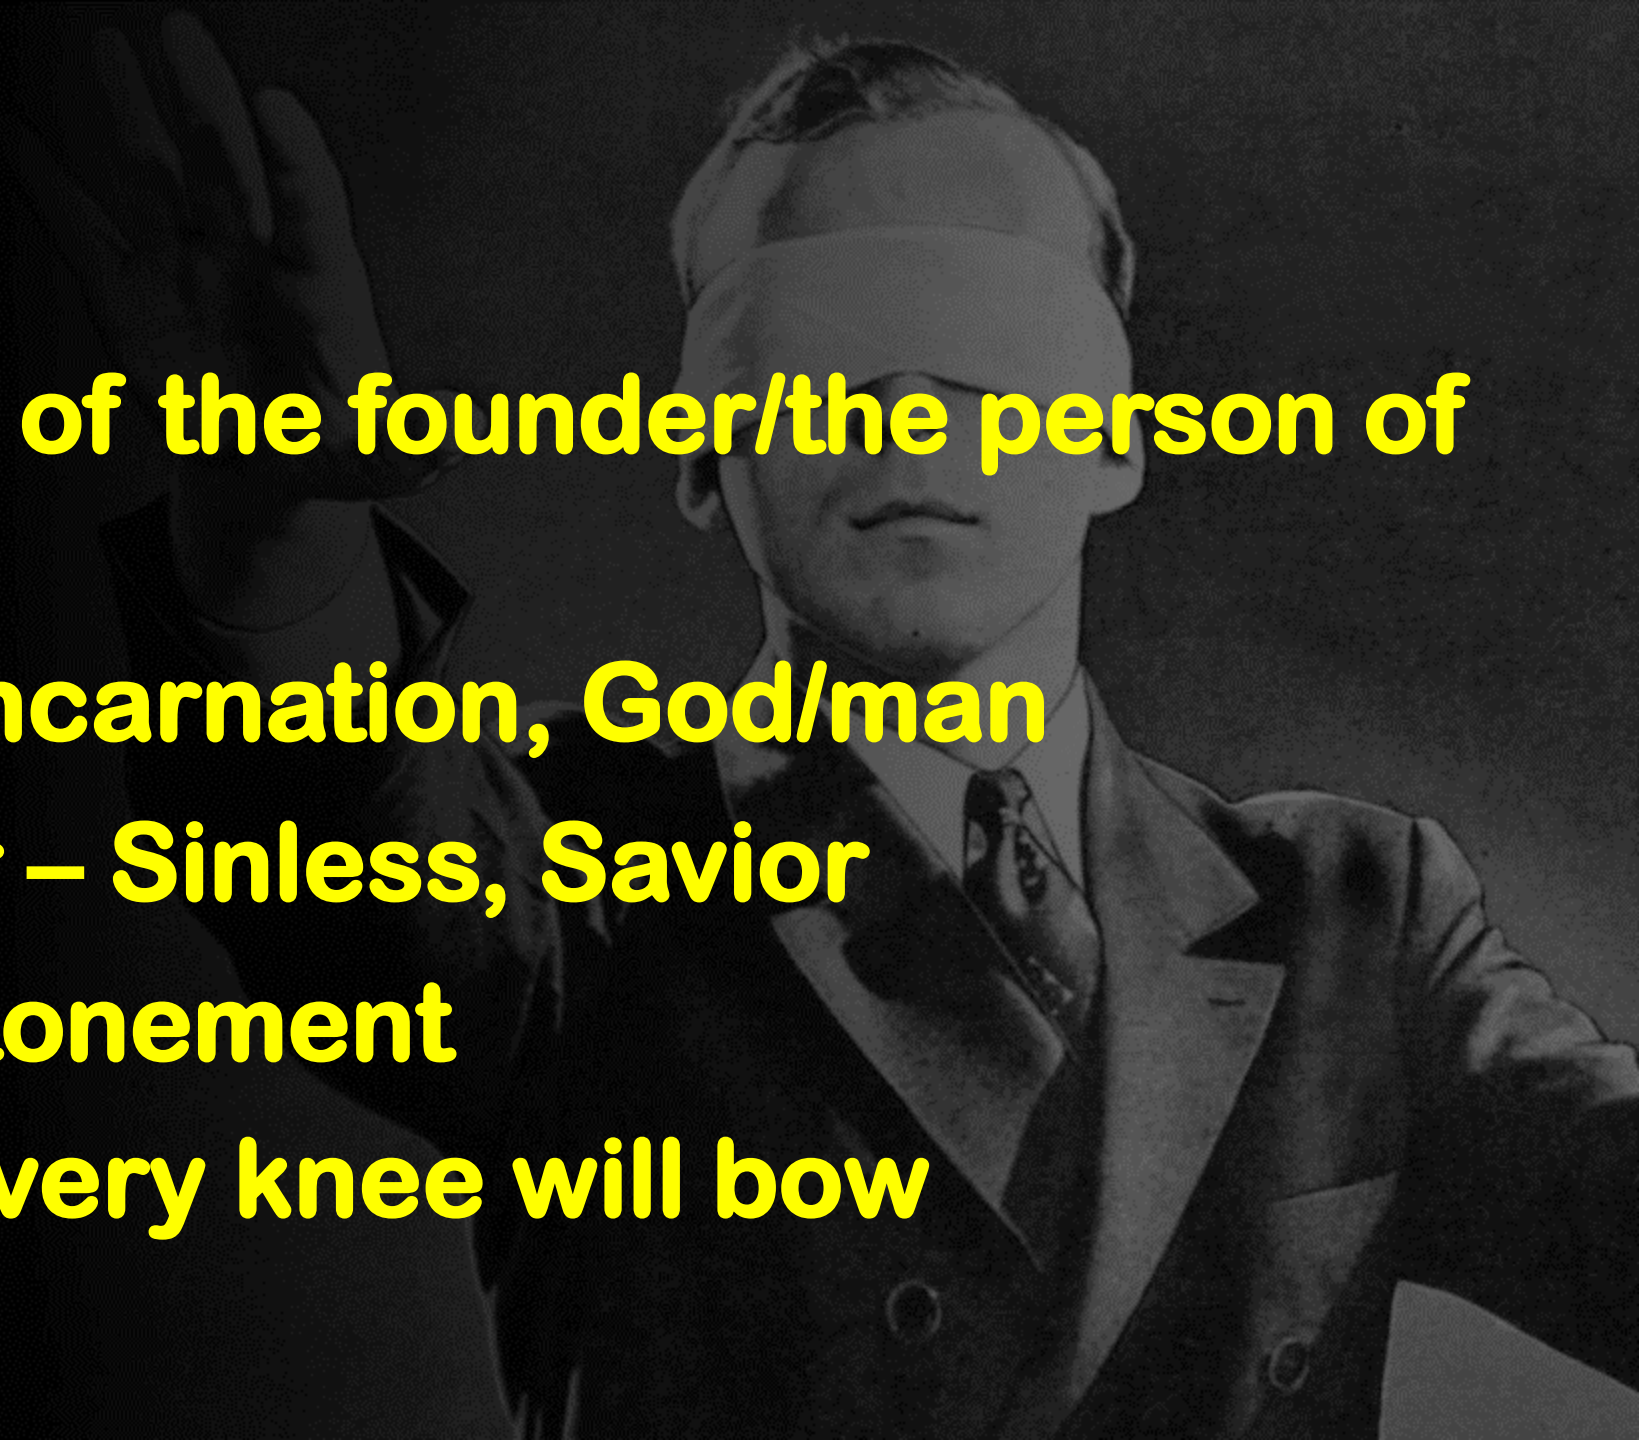 of the founder/the person of
ncarnation, God/man
– Sinless, Savior
onement
very knee will bow